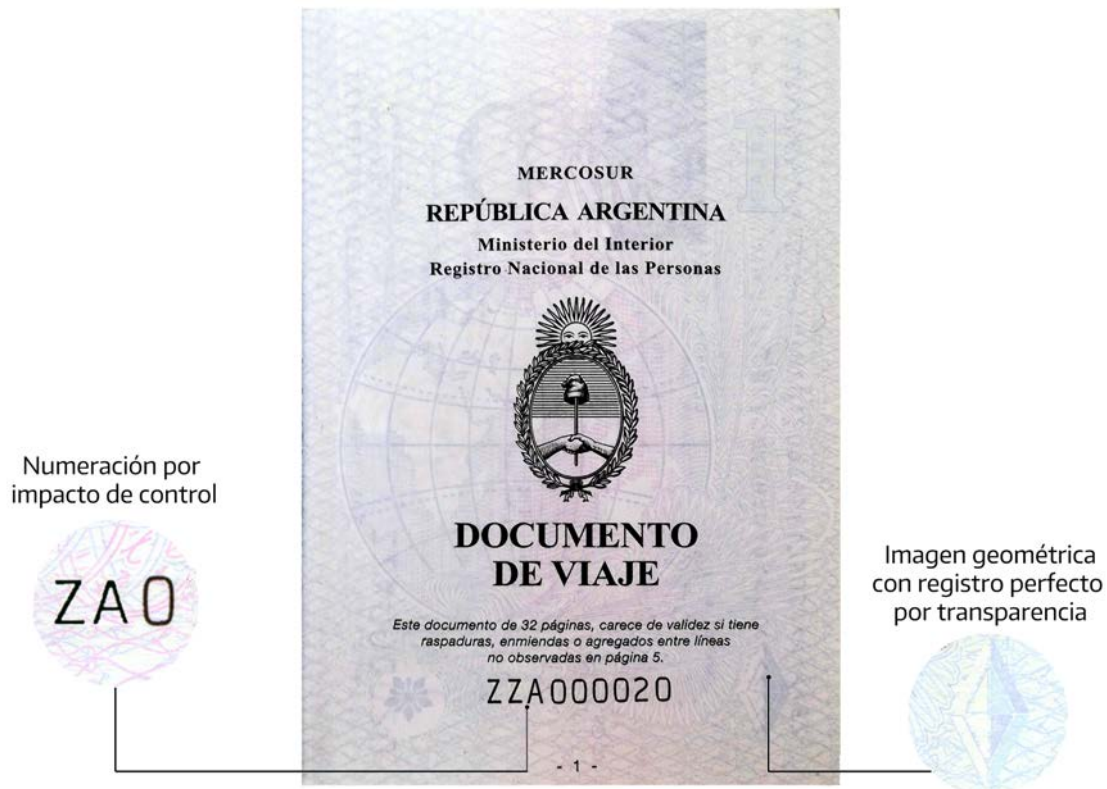 MERCOSUR
REPÚBLICA ARGENTINA
Ministerio del Interior
Registro Nacional de las Personas
DOCUMENTO
DE VIAJE
Este documento de 32 páginas, carece de validez si tiene
raspaduras, enmiendas o agregados entre líneas
no observadas en página 5.
ZZA000020
- 1 -
Numeración por
impacto de control
ZA0
Imagen geométrica
con registro perfecto
por transparencia